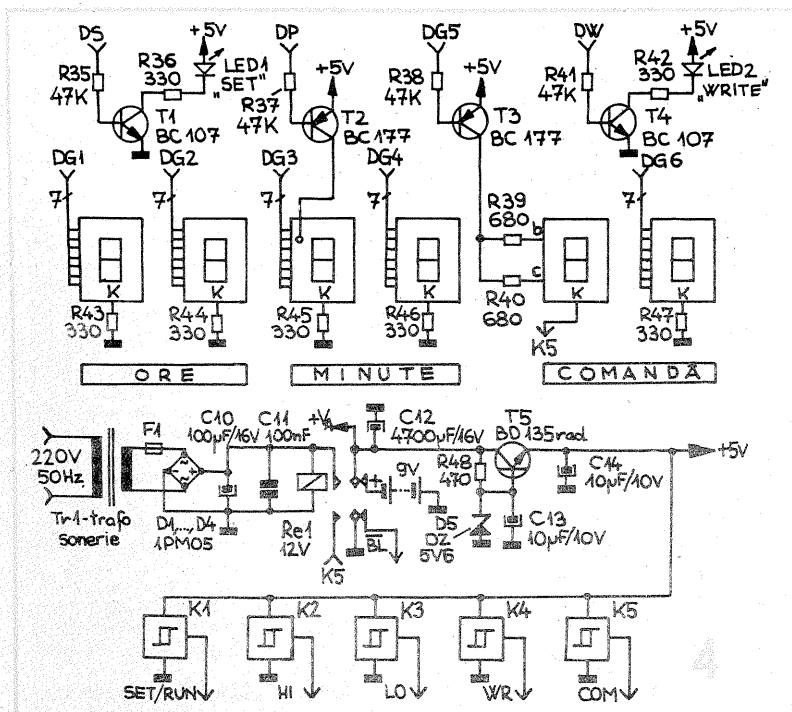 DS
+5V
DP
DG5
DW
+5V
R35
47K
R36
330
LED1
"SET"
T1
BC 107
R37
47K
+5V
T2
BC 177
R38
47K
+5V
T3
BC 177
R41
47K
R42
330
LED2
"WRITE"
T4
BC 107
DG1
DG2
DG3
DG4
DG6
7
7
7
7
7
R39
680
b
c
R40
680
K
K
K
K
K
K
K5
R43
330
R44
330
R45
330
R46
330
R47
330
ORE
MINUTE
COMANDĂ
220V
50Hz
Tr1-trafo
sonerie
F1
D1,...,D4
1PM05
C10
100µF/16V
C11
100nF
Re1
12V
+V
K5
BL
+
9V
C12
4700µF/16V
R48
470
T5
BD 135 rad.
D5
DZ
5V6
C13
10µF/10V
C14
10µF/10V
+5V
K1
K2
K3
K4
K5
SET/RUN
HI
LO
WR
COM
4